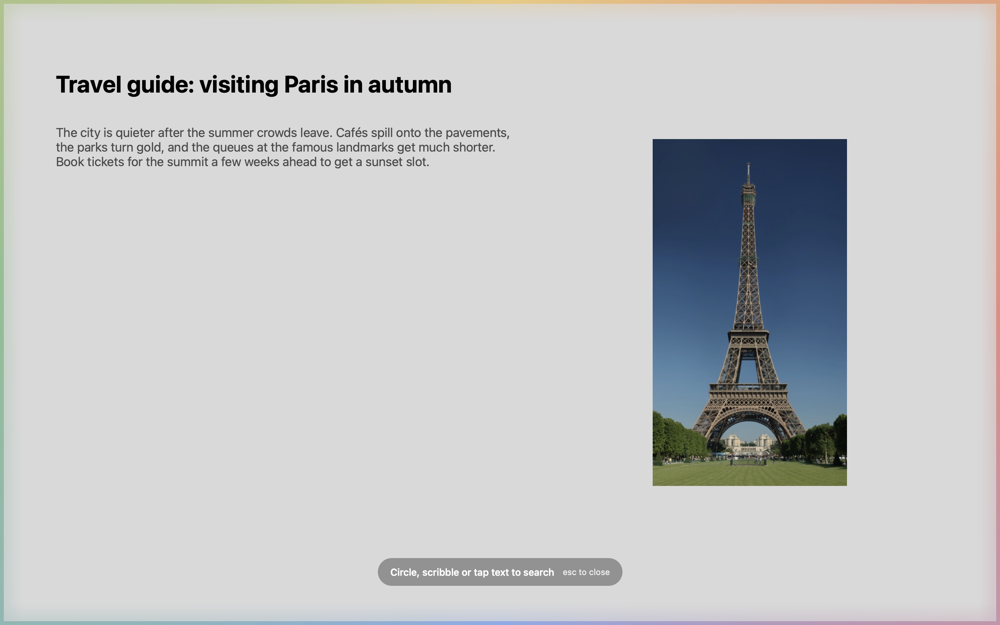 Travel guide: visiting Paris in autumn
The city is quieter after the summer crowds leave. Cafés spill onto the pavements,
the parks turn gold, and the queues at the famous landmarks get much shorter.
Book tickets for the summit a few weeks ahead to get a sunset slot.
Circle, scribble or tap text to search esc to close